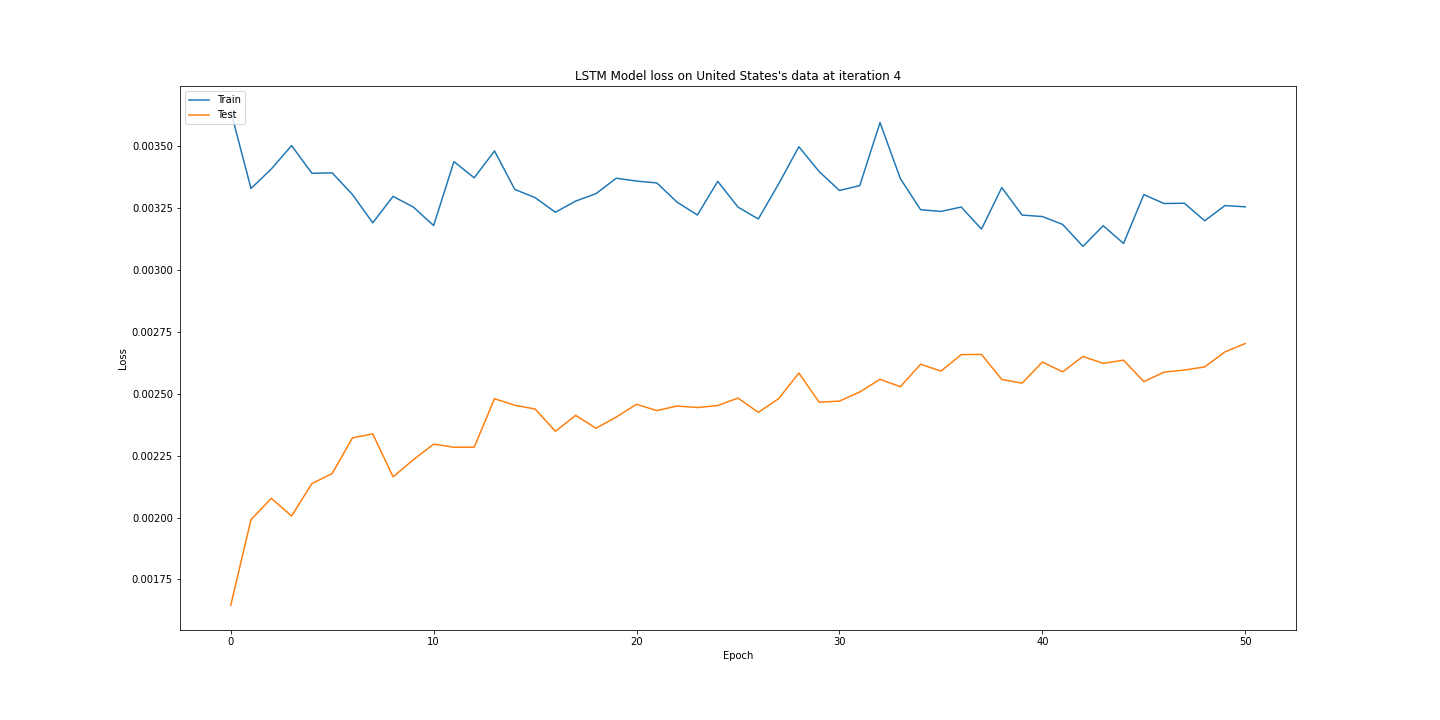 LSTM Model loss on United States's data at iteration 4
Train
Test
0.00350
0.00325
0.00300
0.00275
0.00250
0.00225
0.00200
0.00175
Loss
0 10 20 30 40 50
Epoch